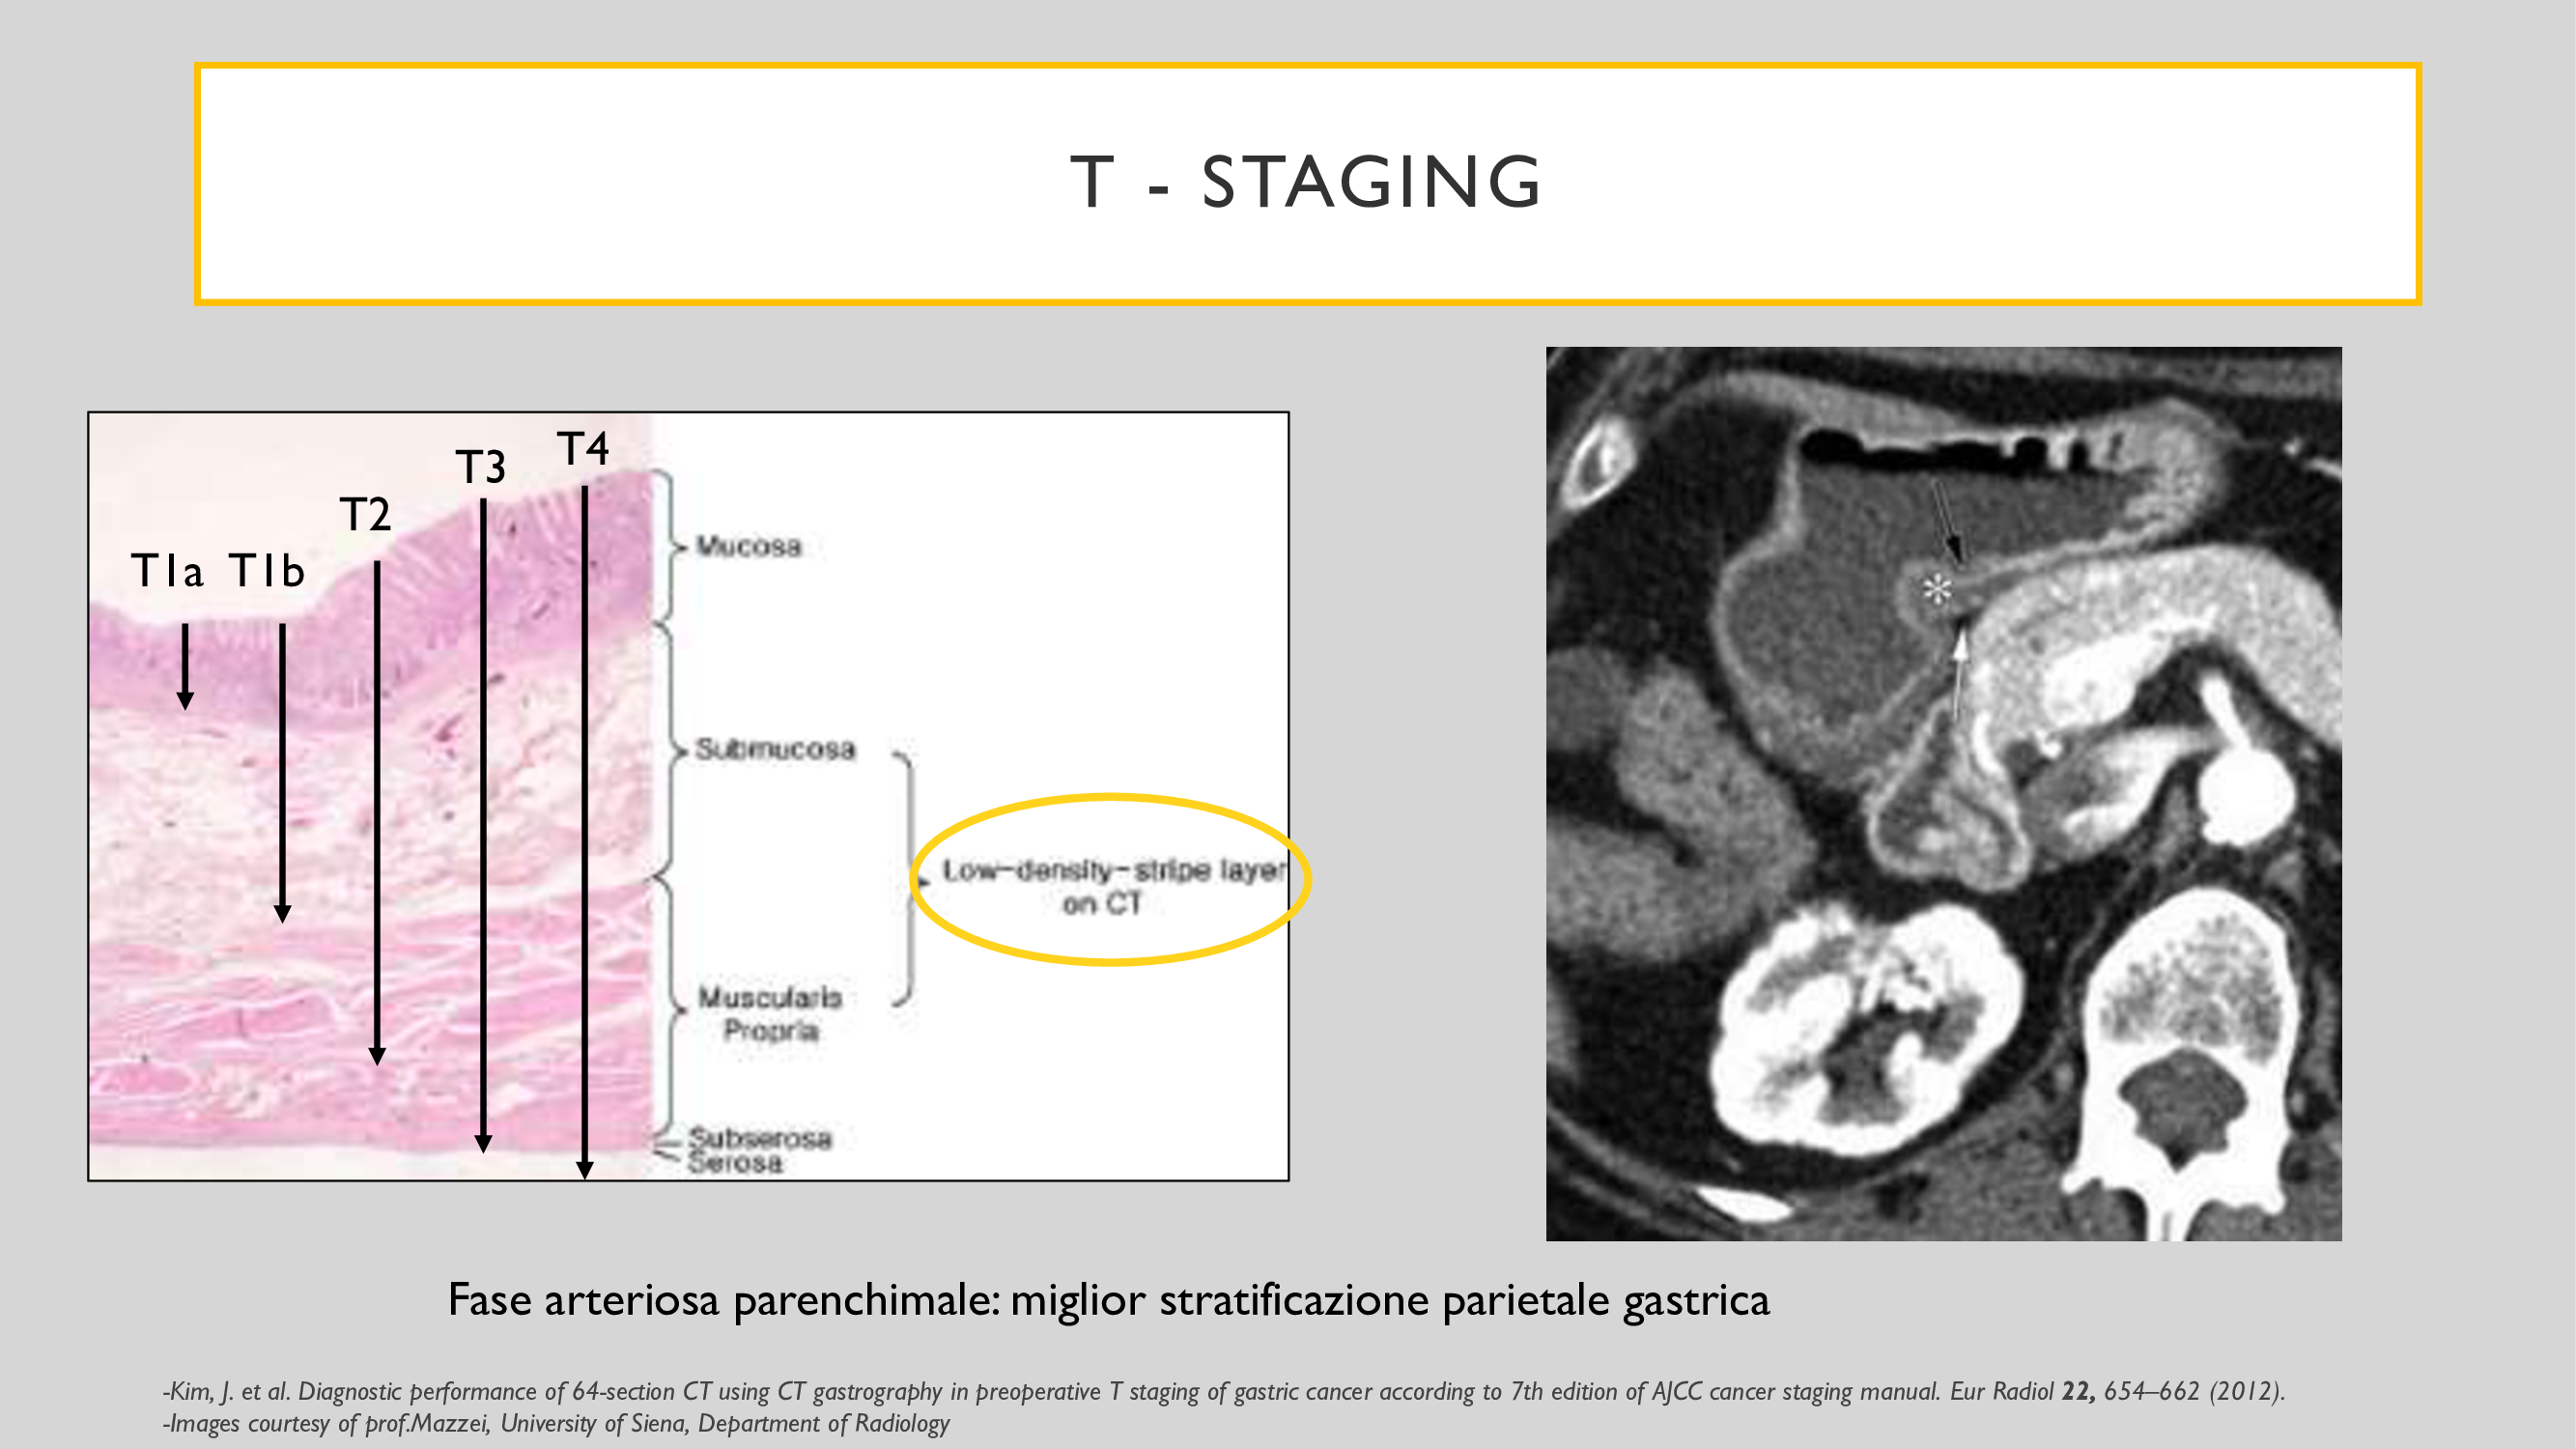 T - STAGING
T4
T3
T2
T1a T1b
Mucosa
Submucosa
Low-density-stripe layer
on CT
Muscularis
Propria
Subserosa
Serosa
*
Fase arteriosa parenchimale: miglior stratificazione parietale gastrica
-Kim, J. et al. Diagnostic performance of 64-section CT using CT gastrography in preoperative T staging of gastric cancer according to 7th edition of AJCC cancer staging manual. Eur Radiol 22, 654–662 (2012).
-Images courtesy of prof.Mazzei, University of Siena, Department of Radiology